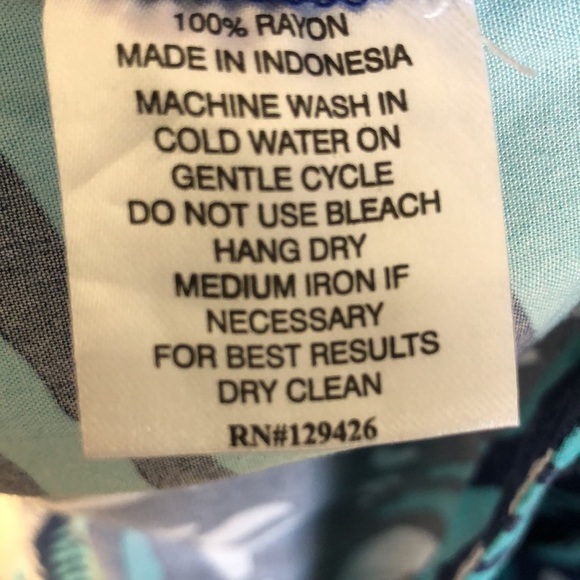 100% RAYON
MADE IN INDONESIA
MACHINE WASH IN
COLD WATER ON
GENTLE CYCLE
DO NOT USE BLEACH
HANG DRY
MEDIUM IRON IF
NECESSARY
FOR BEST RESULTS
DRY CLEAN
RN#129426